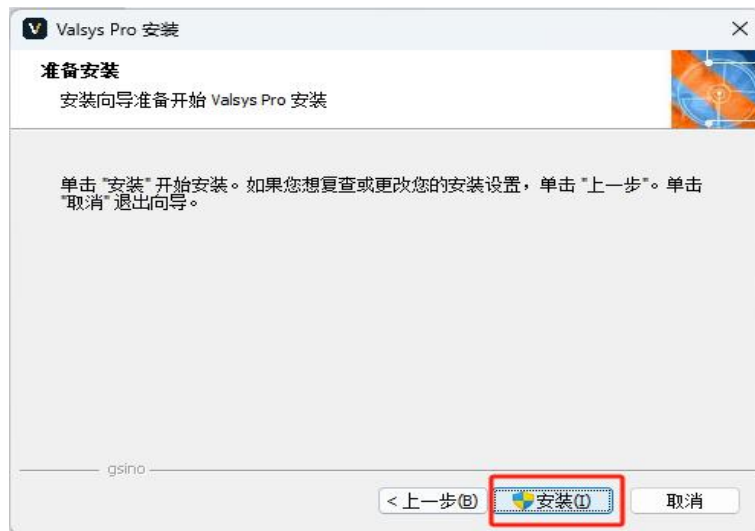 Valsys Pro 安装
准备安装
安装向导准备开始 Valsys Pro 安装
单击 "安装" 开始安装。如果您想复查或更改您的安装设置，单击 "上一步"。单击
"取消" 退出向导。
gsino
< 上一步(B) 安装(I) 取消